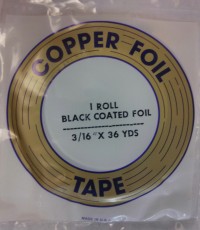 COPPER FOIL
1 ROLL
BLACK COATED FOIL
3/16" X 36 YDS
TAPE